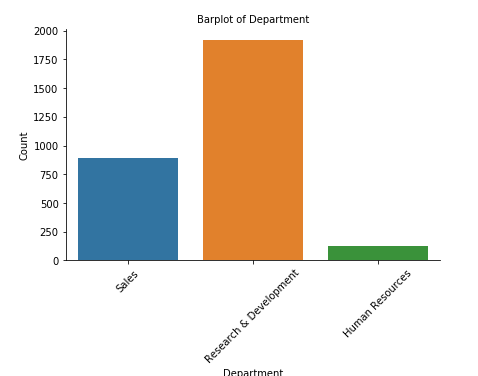 Barplot of Department
2000
1750
1500
1250
1000
750
500
250
0
Count
Sales
Research & Development
Human Resources
Department